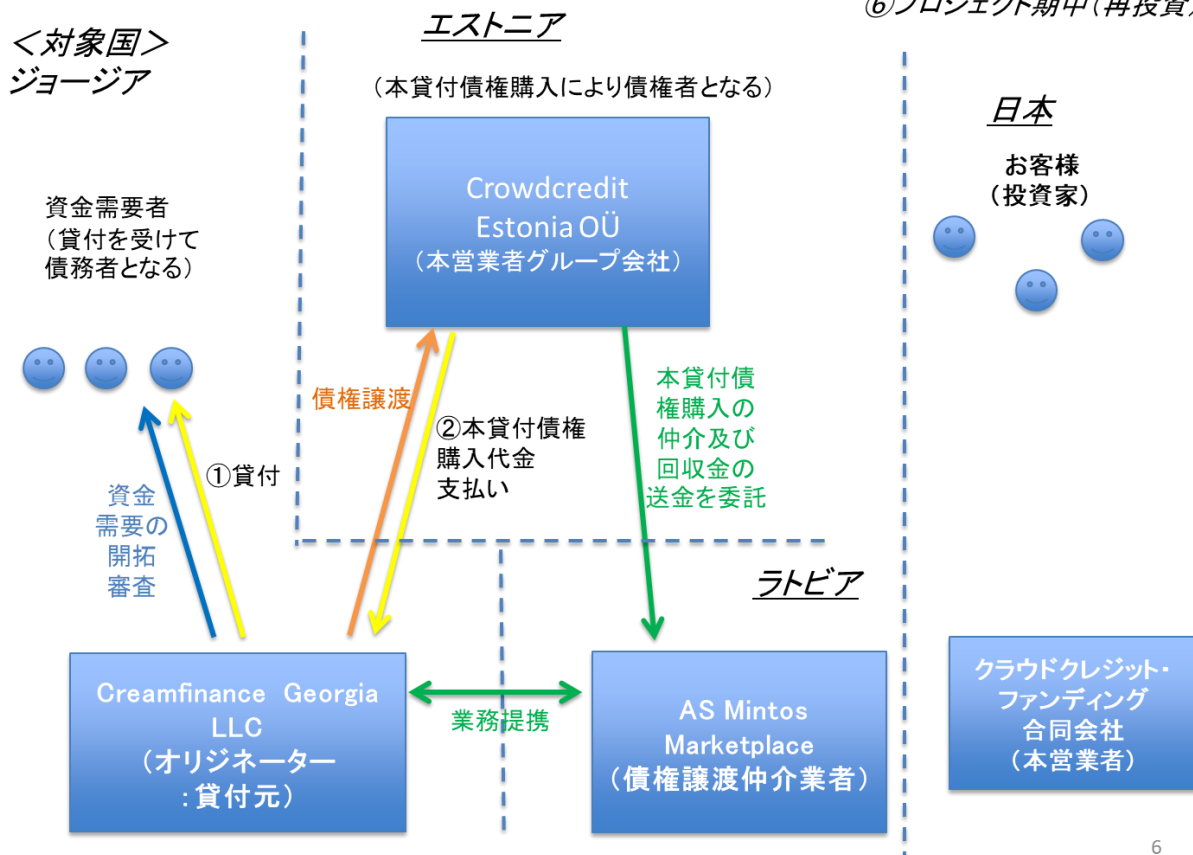 ⑥プロジェクト期中(再投資)
<対象国>
ジョージア
エストニア
(本貸付債権購入により債権者となる)
日本
お客様
(投資家)
Crowdcredit
Estonia OÜ
(本営業者グループ会社)
資金需要者
(貸付を受けて
債務者となる)
債権譲渡
②本貸付債権
購入代金
支払い
本貸付債
権購入の
仲介及び
回収金の
送金を委託
①貸付
資金
需要の
開拓
審査
ラトビア
Creamfinance Georgia
LLC
(オリジネーター
:貸付元)
業務提携
AS Mintos
Marketplace
(債権譲渡仲介業者)
クラウドクレジット・
ファンディング
合同会社
(本営業者)
6